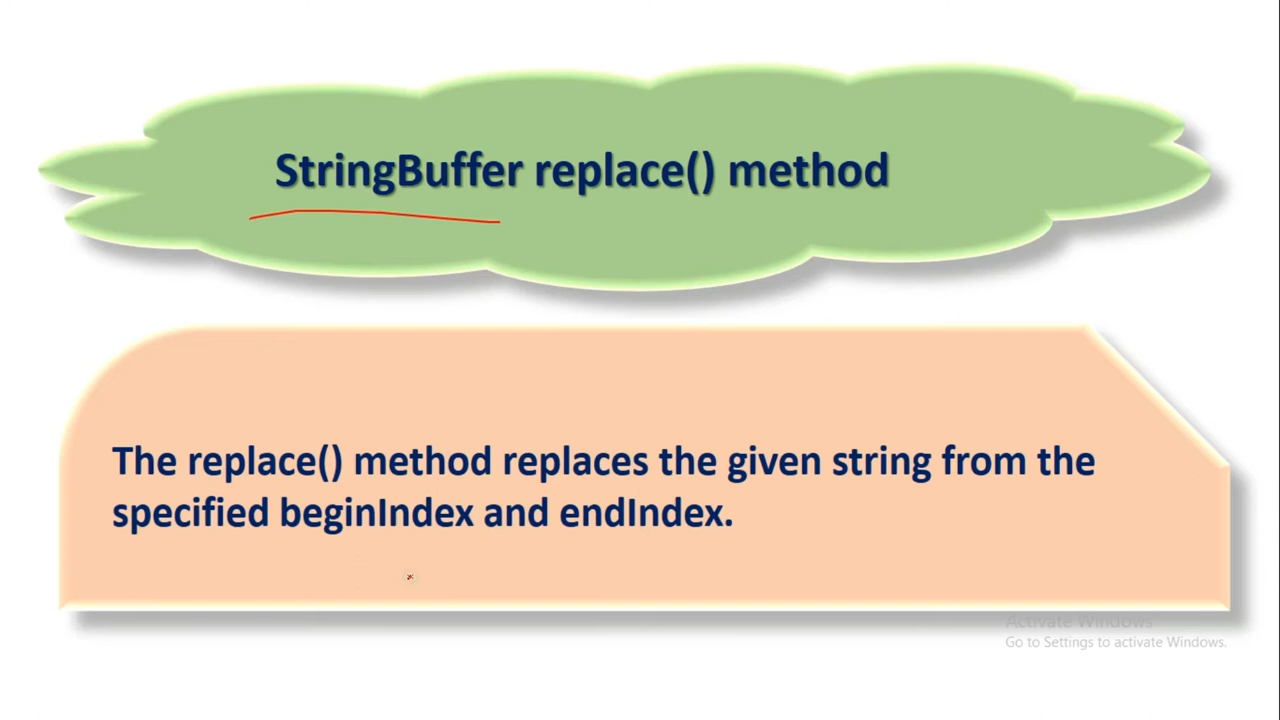 StringBuffer replace() method
The replace() method replaces the given string from the
specified beginIndex and endIndex.
Activate Windows
Go to Settings to activate Windows.